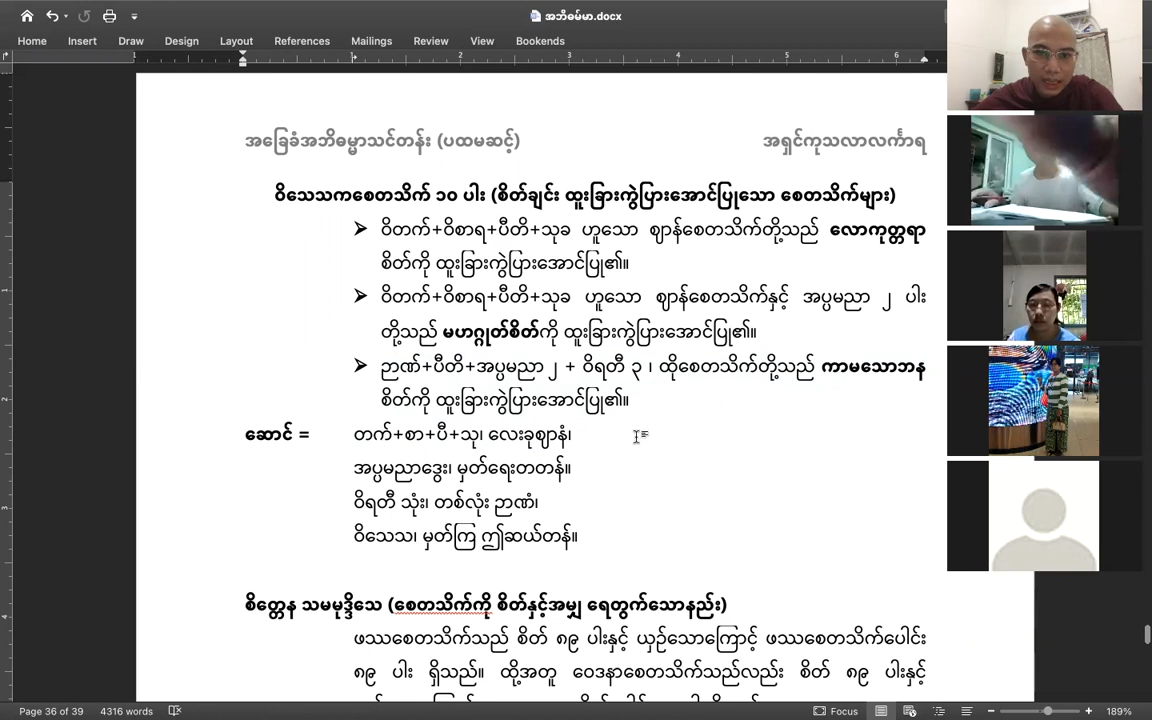 အဘိဓမ်မာ.docx
Home Insert Draw Design Layout References Mailings Review View Bookends
1 1 2 3 4 5 6
အခြေခံအဘိဓမ္မာသင်တန်း (ပထမဆင့်) အရှင်ကုသလာလင်္ကာရ
ဝိသေသကစေတသိက် ၁၀ ပါး (စိတ်ချင်း ထူးခြားကွဲပြားအောင်ပြုသော စေတသိက်များ)
➢ ဝိတက်+ဝိစာရ+ပီတိ+သုခ ဟူသော ဈာန်စေတသိက်တို့သည် လောကုတ္တရာ
စိတ်ကို ထူးခြားကွဲပြားအောင်ပြု၏။
➢ ဝိတက်+ဝိစာရ+ပီတိ+သုခ ဟူသော ဈာန်စေတသိက်နှင့် အပ္ပမညာ ၂ ပါး
တို့သည် မဟဂ္ဂုတ်စိတ်ကို ထူးခြားကွဲပြားအောင်ပြု၏။
➢ ဉာဏ်+ပီတိ+အပ္ပမညာ ၂ + ဝိရတီ ၃ ၊ ထိုစေတသိက်တို့သည် ကာမသောဘန
စိတ်ကို ထူးခြားကွဲပြားအောင်ပြု၏။
ဆောင် = တက်+စာ+ပီ+သု၊ လေးခုဈာနံ၊
အပ္ပမညာဒွေး၊ မှတ်ရေးတတန်။
ဝိရတီ သုံး၊ တစ်လုံး ဉာဏံ၊
ဝိသေသ၊ မှတ်ကြ ဤဆယ်တန်။
စိတ္တေန သမမုဒ္ဒိသေ (စေတသိက်ကို စိတ်နှင့်အမျှ ရေတွက်သောနည်း)
ဖဿစေတသိက်သည် စိတ် ၈၉ ပါးနှင့် ယှဉ်သောကြောင့် ဖဿစေတသိက်ပေါင်း
၈၉ ပါး ရှိသည်။ ထို့အတူ ဝေဒနာစေတသိက်သည်လည်း စိတ် ၈၉ ပါးနှင့်
Page 36 of 39 4316 words Focus 189%